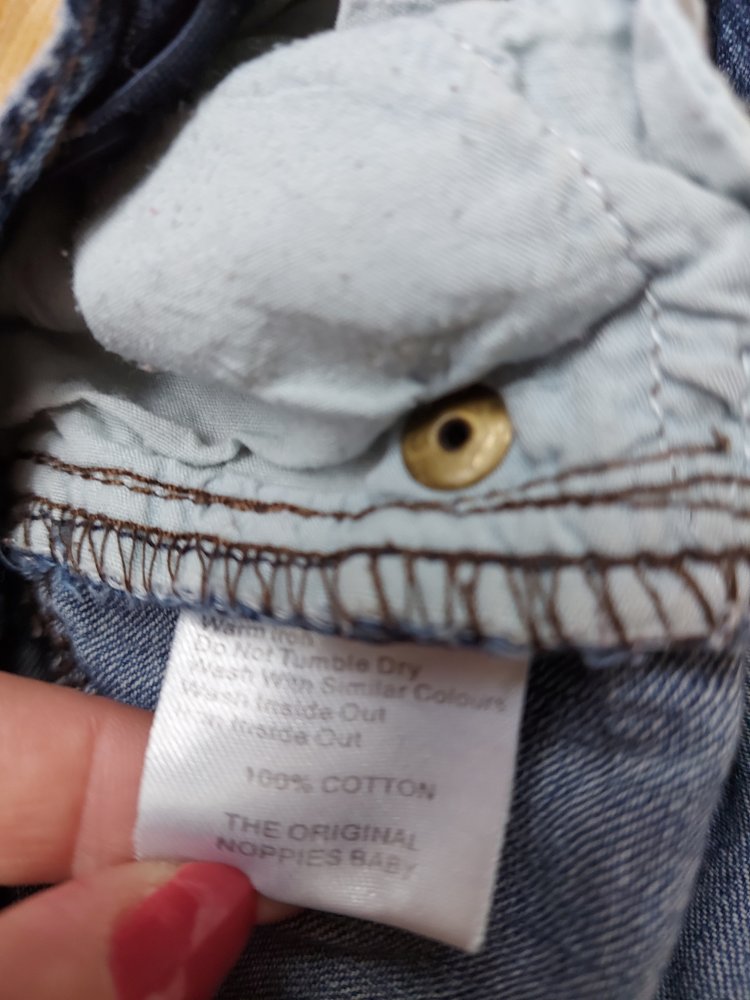 Warm Iron
Do Not Tumble Dry
Wash With Similar Colours
Wash Inside Out
Iron Inside Out
100% COTTON
THE ORIGINAL
NOPPIES BABY